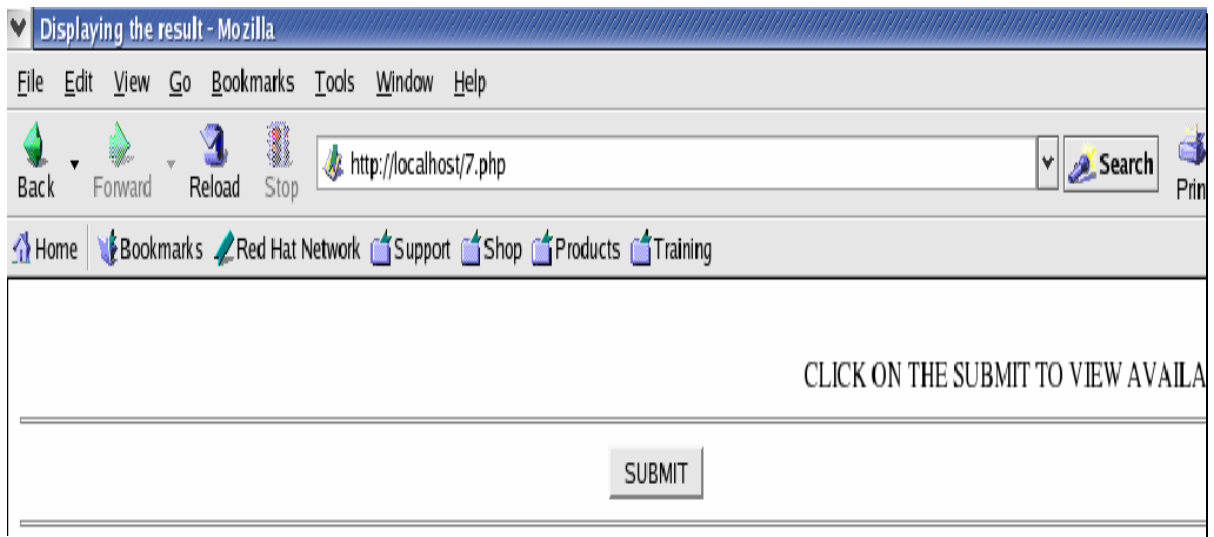 Displaying the result - Mozilla
File Edit View Go Bookmarks Tools Window Help
http://localhost/7.php Search
Back Forward Reload Stop Prin
Home Bookmarks Red Hat Network Support Shop Products Training
CLICK ON THE SUBMIT TO VIEW AVAILA
SUBMIT